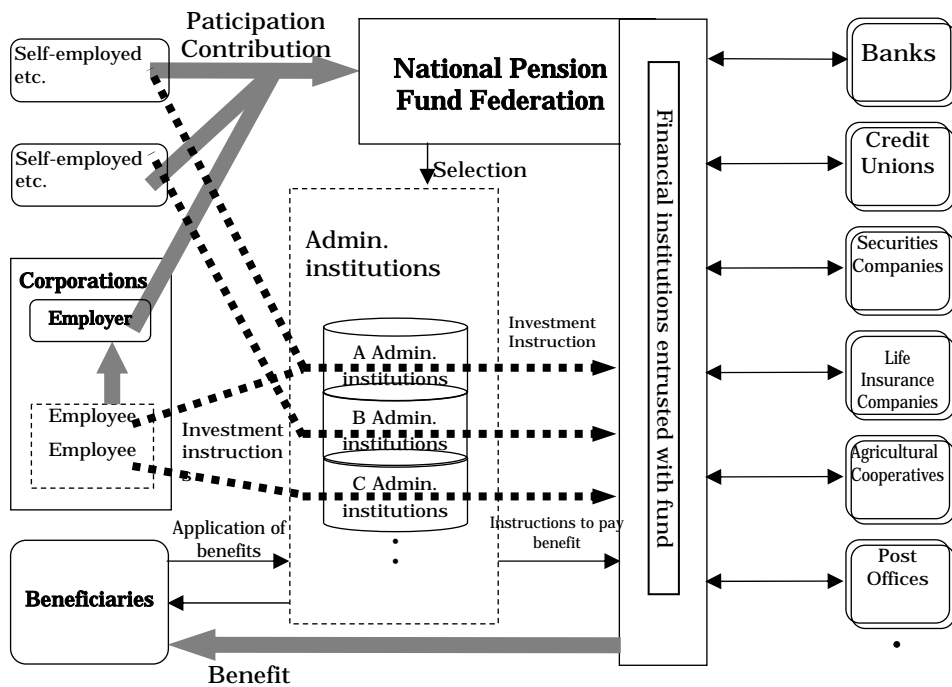 Paticipation
Contribution
Self-employed
etc.
Self-employed
etc.
National Pension
Fund Federation
Selection
Financial institutions entrusted with fund
Banks
Credit
Unions
Securities
Companies
Life
Insurance
Companies
Agricultural
Cooperatives
Post
Offices
•
Admin.
institutions
Corporations
Employer
Employee
Employee
Investment
instruction
s
A Admin.
institutions
B Admin.
institutions
C Admin.
institutions
•
•
Investment
Instruction
Application of
benefits
Instructions to pay
benefit
Beneficiaries
Benefit